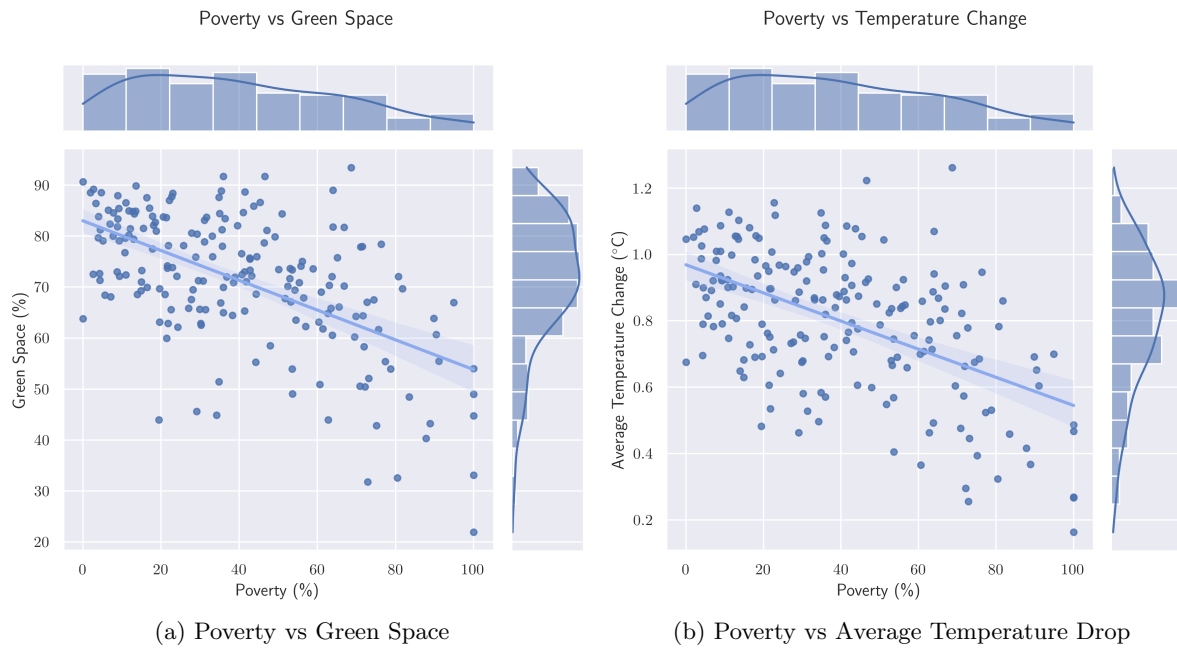 Poverty vs Green Space
Poverty vs Temperature Change
90
80
70
60
50
40
30
20
Green Space (%)
0 20 40 60 80 100
Poverty (%)
1.2
1.0
0.8
0.6
0.4
0.2
Average Temperature Change (°C)
0 20 40 60 80 100
Poverty (%)
(a) Poverty vs Green Space
(b) Poverty vs Average Temperature Drop